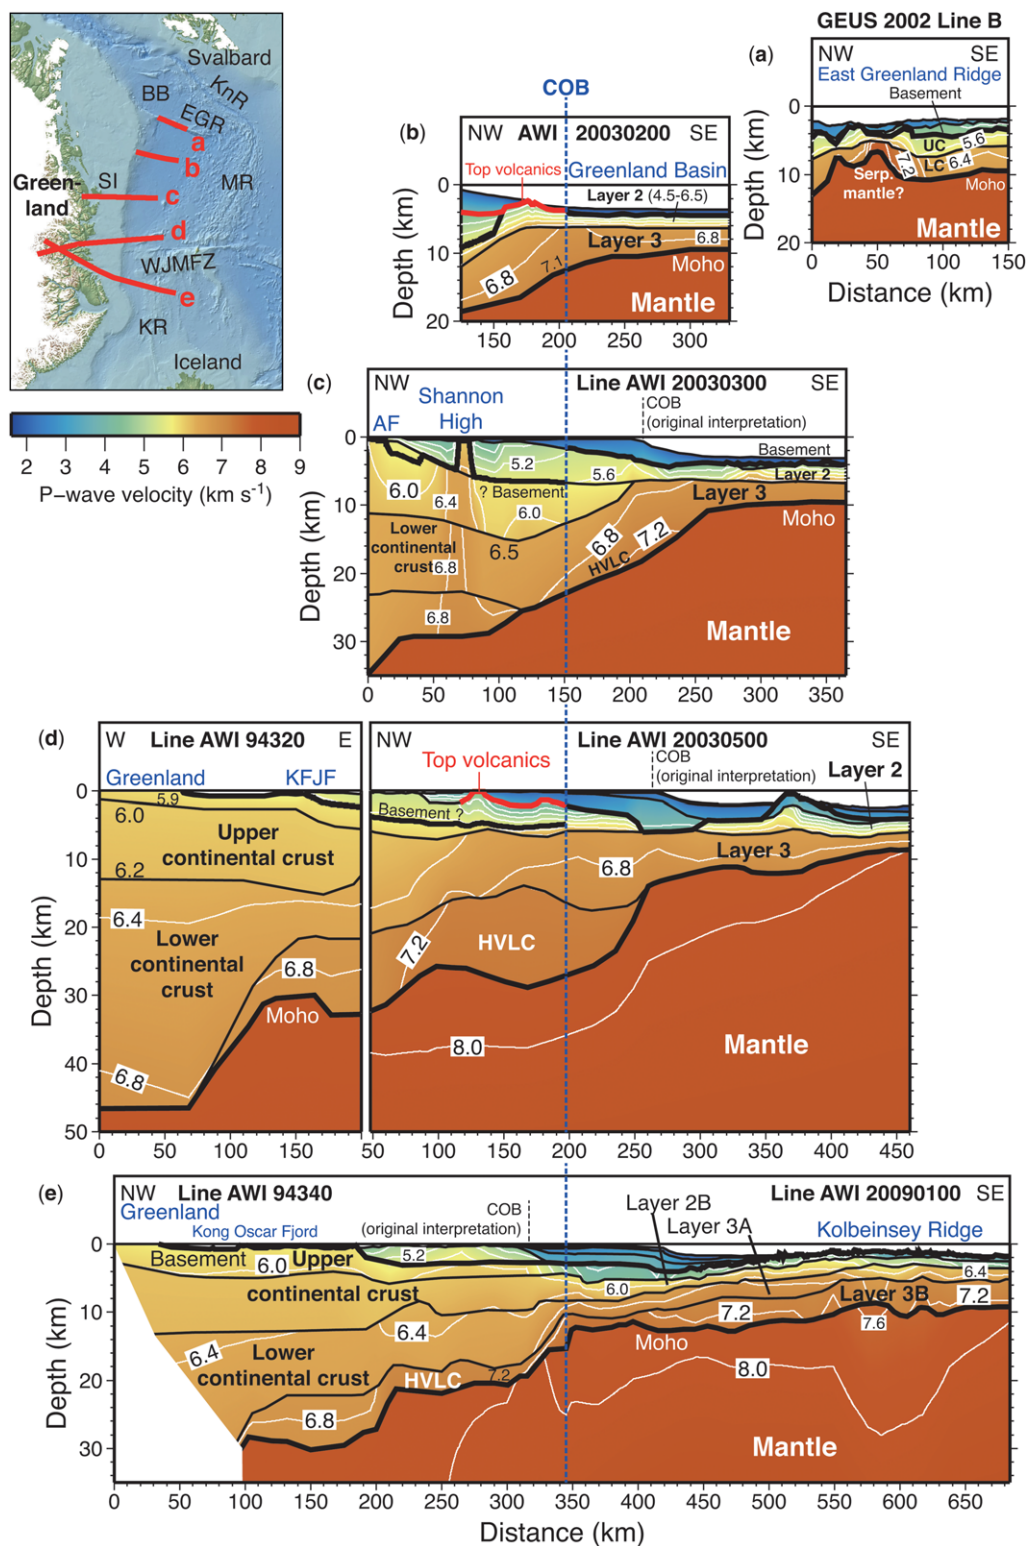 Svalbard
BB
KnR
EGR
a
b
Green-
land
SI
c
MR
d
WJMFZ
e
KR
Iceland
2 3 4 5 6 7 8 9
P-wave velocity (km s-1)
GEUS 2002 Line B
(a)
NW SE
East Greenland Ridge
Basement
UC 5.6
LC 6.4
7.2
Serp.
mantle?
Moho
Mantle
0
10
20
Depth (km)
0 50 100 150
Distance (km)
COB
(b)
NW AWI 20030200 SE
Top volcanics Greenland Basin
Layer 2 (4.5-6.5)
Layer 3
6.8
6.8
7.1
Moho
Mantle
0
10
20
Depth (km)
150 200 250 300
(c)
NW Line AWI 20030300 SE
AF Shannon
High
COB
(original interpretation)
Basement
5.2
5.6
Layer 2
6.0
6.4
? Basement
6.0
Layer 3
Moho
Lower
continental
crust
6.8
6.5
6.8
7.2
HVLC
6.8
Mantle
0
10
20
30
Depth (km)
0 50 100 150 200 250 300 350
(d)
W Line AWI 94320 E
Greenland KFJF
5.9
6.0
Upper
continental crust
6.2
6.4
Lower
continental
crust
6.8
Moho
6.8
0
10
20
30
40
50
Depth (km)
0 50 100 150
NW Line AWI 20030500 SE
Top volcanics
COB
(original interpretation)
Layer 2
Basement ?
6.8
Layer 3
7.2
HVLC
8.0
Mantle
50 100 150 200 250 300 350 400 450
(e)
NW Line AWI 94340
Line AWI 20090100 SE
Greenland
Kong Oscar Fjord
COB
(original interpretation)
Layer 2B
Layer 3A
Kolbeinsey Ridge
Basement 6.0 Upper
continental crust
5.2
6.0
6.4
Layer 3B
7.2
7.2
7.6
6.4
6.4
Lower
continental crust
HVLC
7.2
Moho
6.8
8.0
Mantle
0
10
20
30
Depth (km)
0 50 100 150 200 250 300 350 400 450 500 550 600 650
Distance (km)